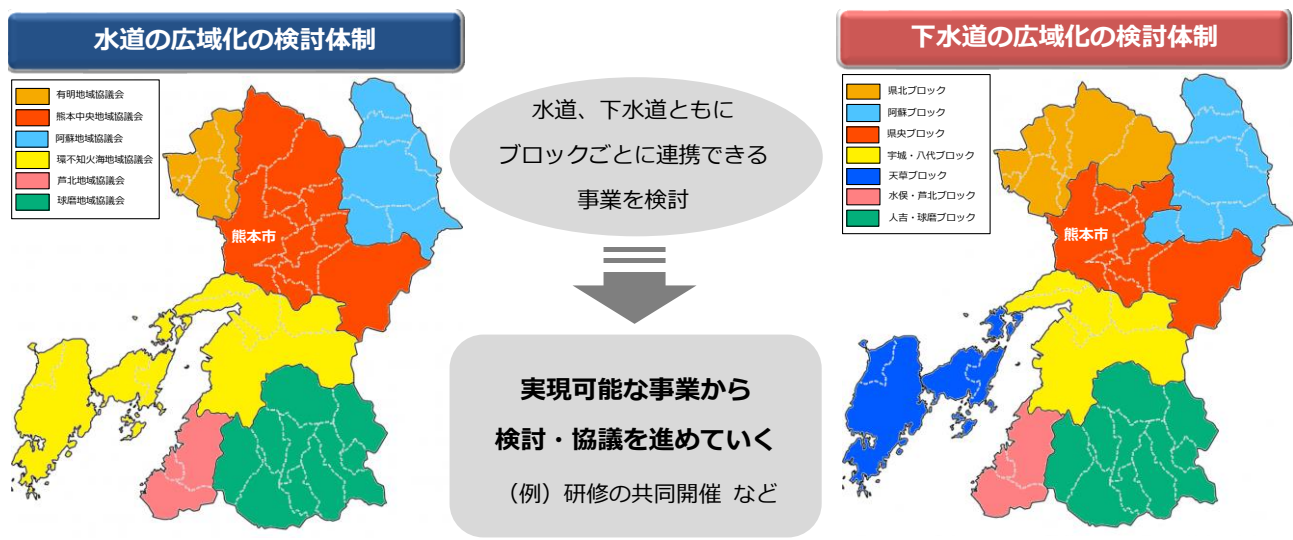 水道の広域化の検討体制
有明地域協議会
熊本中央地域協議会
阿蘇地域協議会
環不知火海地域協議会
芦北地域協議会
球磨地域協議会
熊本市
水道、下水道ともに
ブロックごとに連携できる
事業を検討
実現可能な事業から
検討・協議を進めていく
（例）研修の共同開催 など
下水道の広域化の検討体制
県北ブロック
阿蘇ブロック
県央ブロック
宇城・八代ブロック
天草ブロック
水俣・芦北ブロック
人吉・球磨ブロック
熊本市